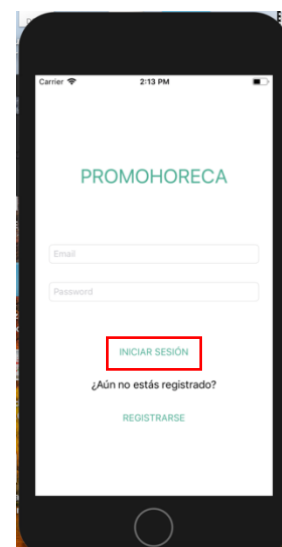 Carrier 2:13 PM
PROMOHORECA
Email
Password
INICIAR SESIÓN
¿Aún no estás registrado?
REGISTRARSE